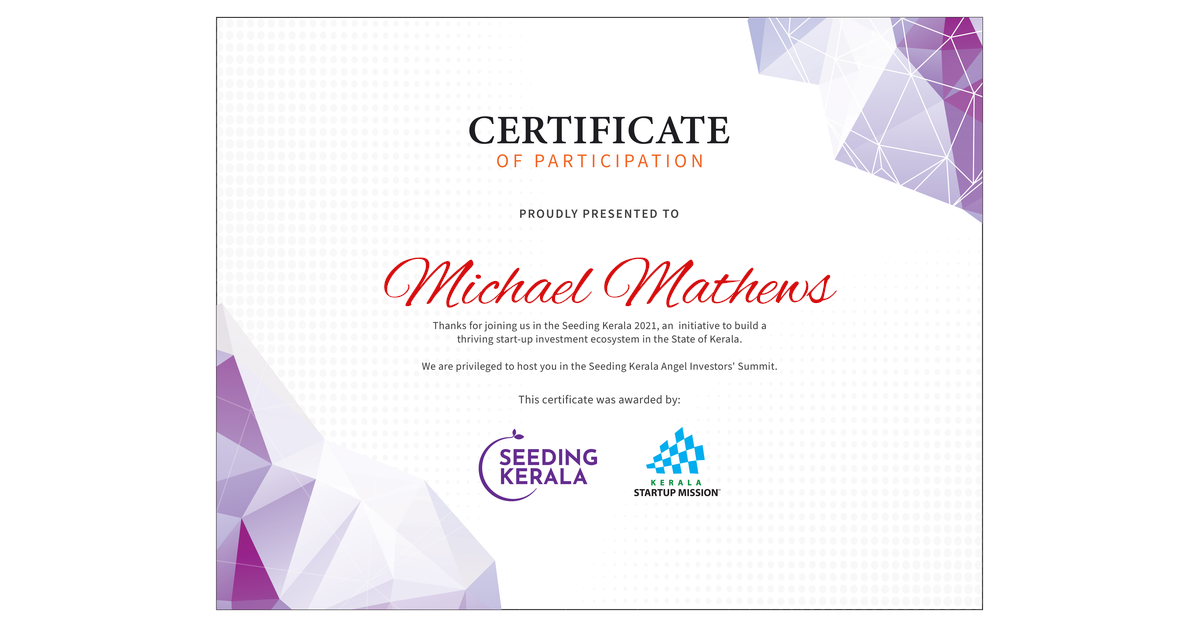 CERTIFICATE
OF PARTICIPATION
PROUDLY PRESENTED TO
Michael Mathews
Thanks for joining us in the Seeding Kerala 2021, an initiative to build a
thriving start-up investment ecosystem in the State of Kerala.
We are privileged to host you in the Seeding Kerala Angel Investors' Summit.
This certificate was awarded by:
SEEDING
KERALA
KERALA
STARTUP MISSION